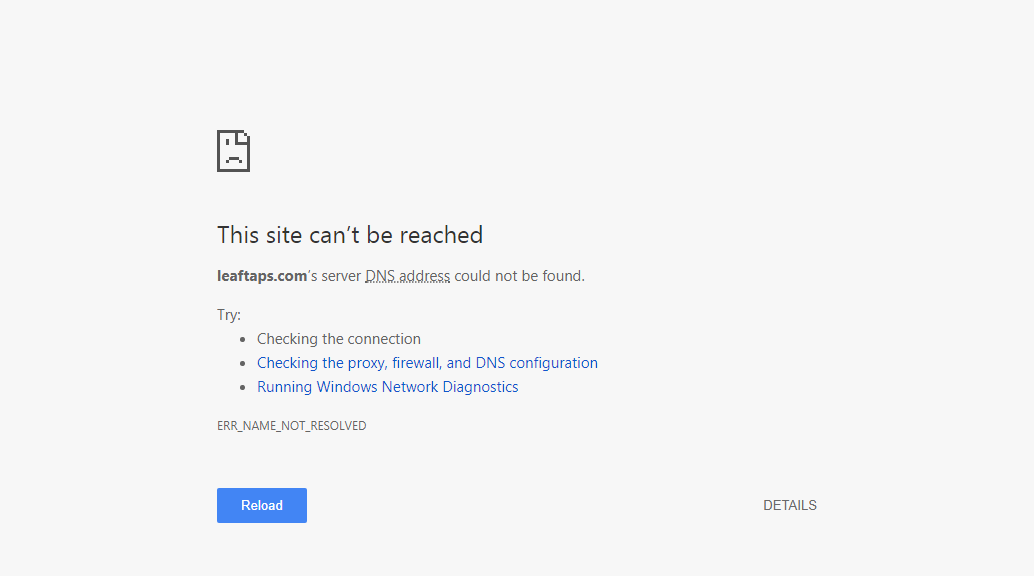 This site can’t be reached
leaftaps.com’s server DNS address could not be found.
Try:
• Checking the connection
• Checking the proxy, firewall, and DNS configuration
• Running Windows Network Diagnostics
ERR_NAME_NOT_RESOLVED
Reload DETAILS